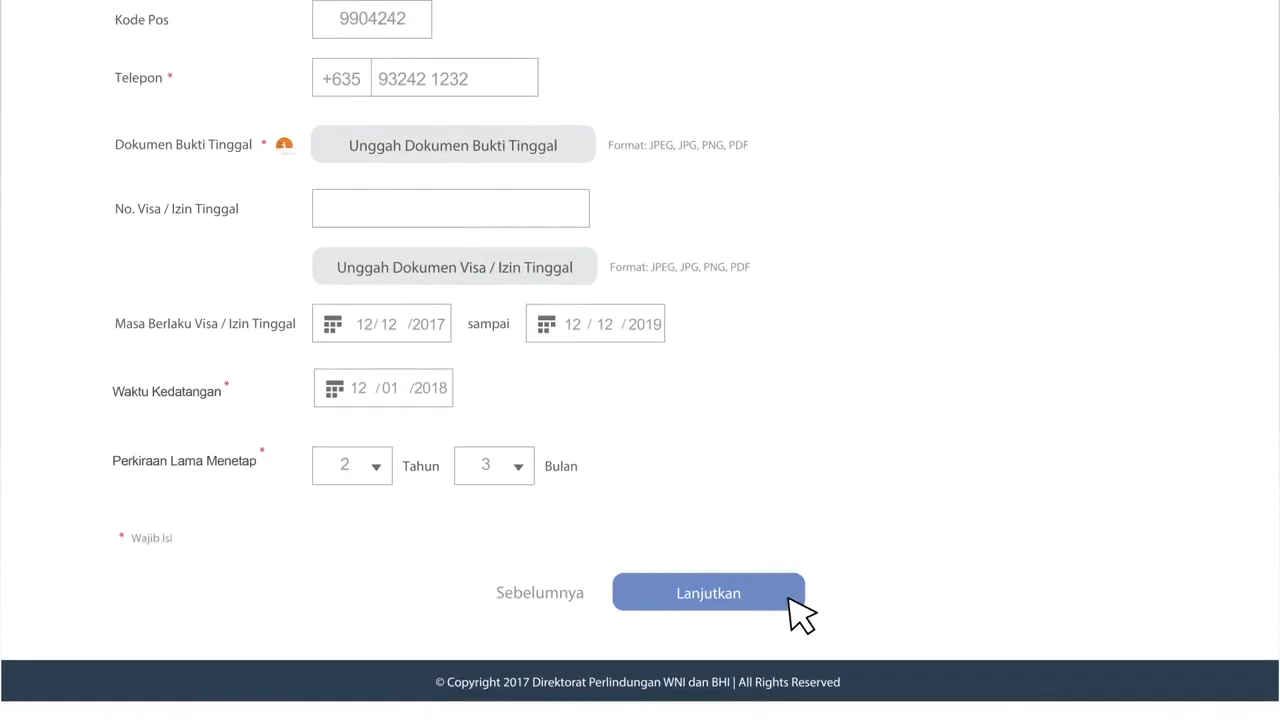 Kode Pos 9904242
Telepon * +635 93242 1232
Dokumen Bukti Tinggal * Unggah Dokumen Bukti Tinggal Format: JPEG, JPG, PNG, PDF
No. Visa / Izin Tinggal
Unggah Dokumen Visa / Izin Tinggal Format: JPEG, JPG, PNG, PDF
Masa Berlaku Visa / Izin Tinggal 12/ 12 /2017 sampai 12 / 12 / 2019
Waktu Kedatangan * 12 /01 /2018
Perkiraan Lama Menetap * 2 Tahun 3 Bulan
* Wajib Isi
Sebelumnya Lanjutkan
© Copyright 2017 Direktorat Perlindungan WNI dan BHI | All Rights Reserved